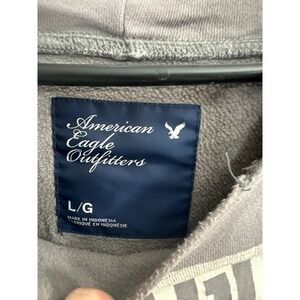 American
Eagle
Outfitters
L/G
MADE IN INDONESIA
FABRIQUÉ EN INDONÉSIE